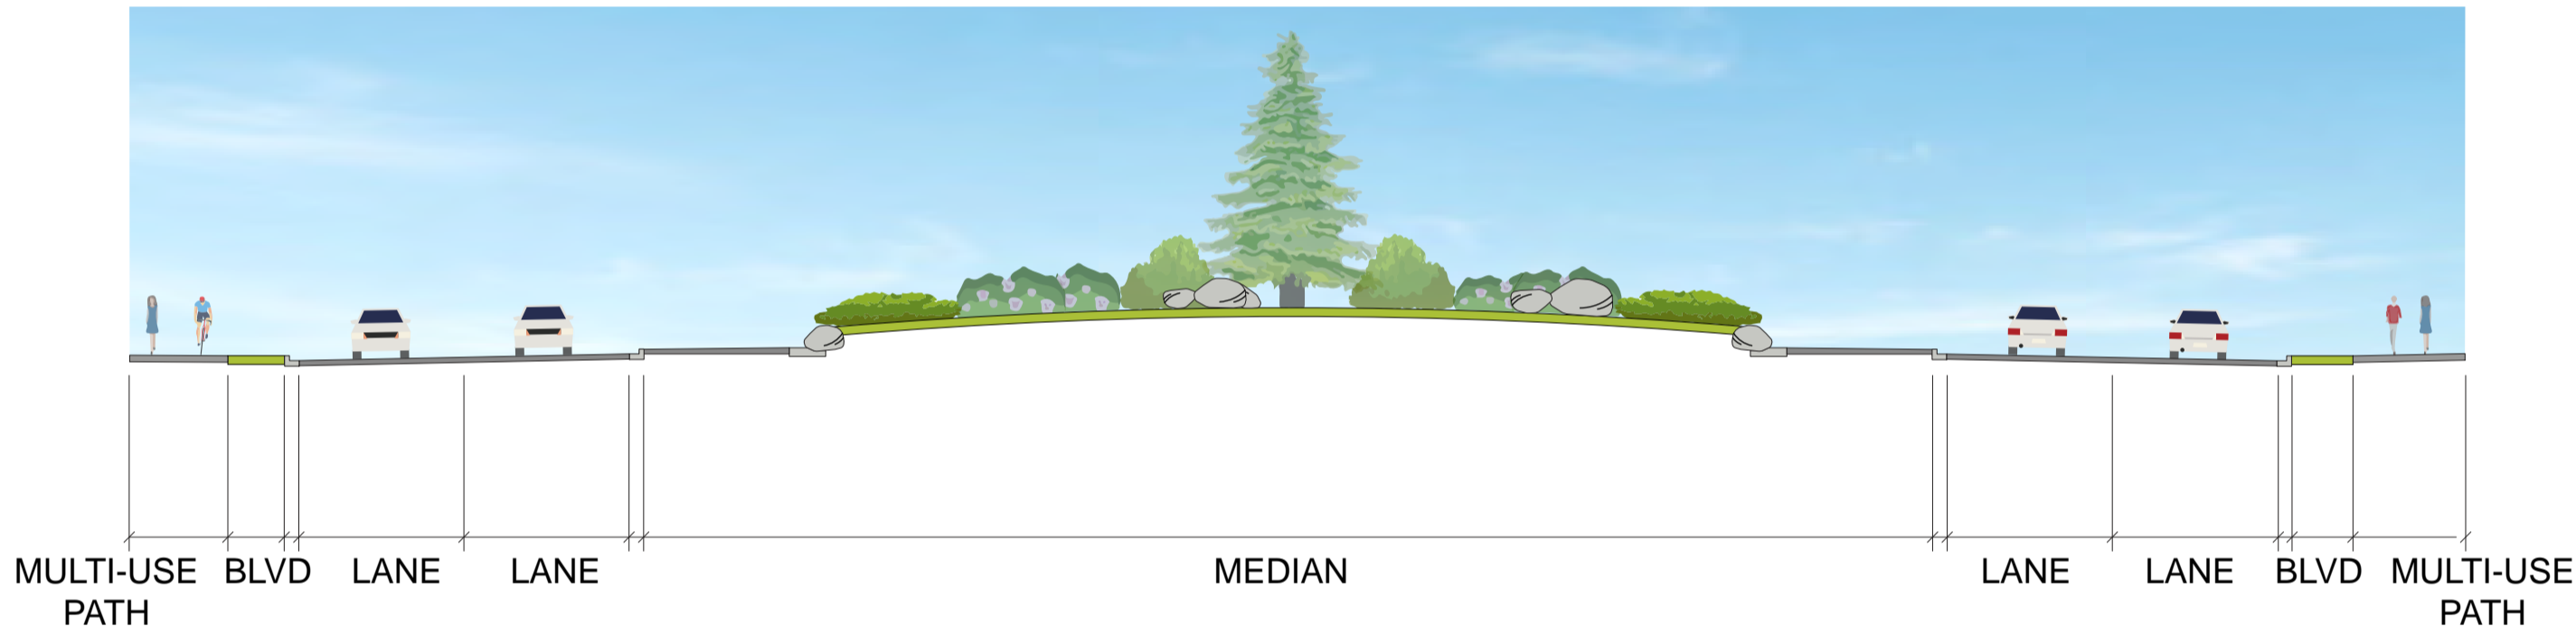 MULTI-USE
PATH
BLVD
LANE
LANE
MEDIAN
LANE
LANE
BLVD
MULTI-USE
PATH